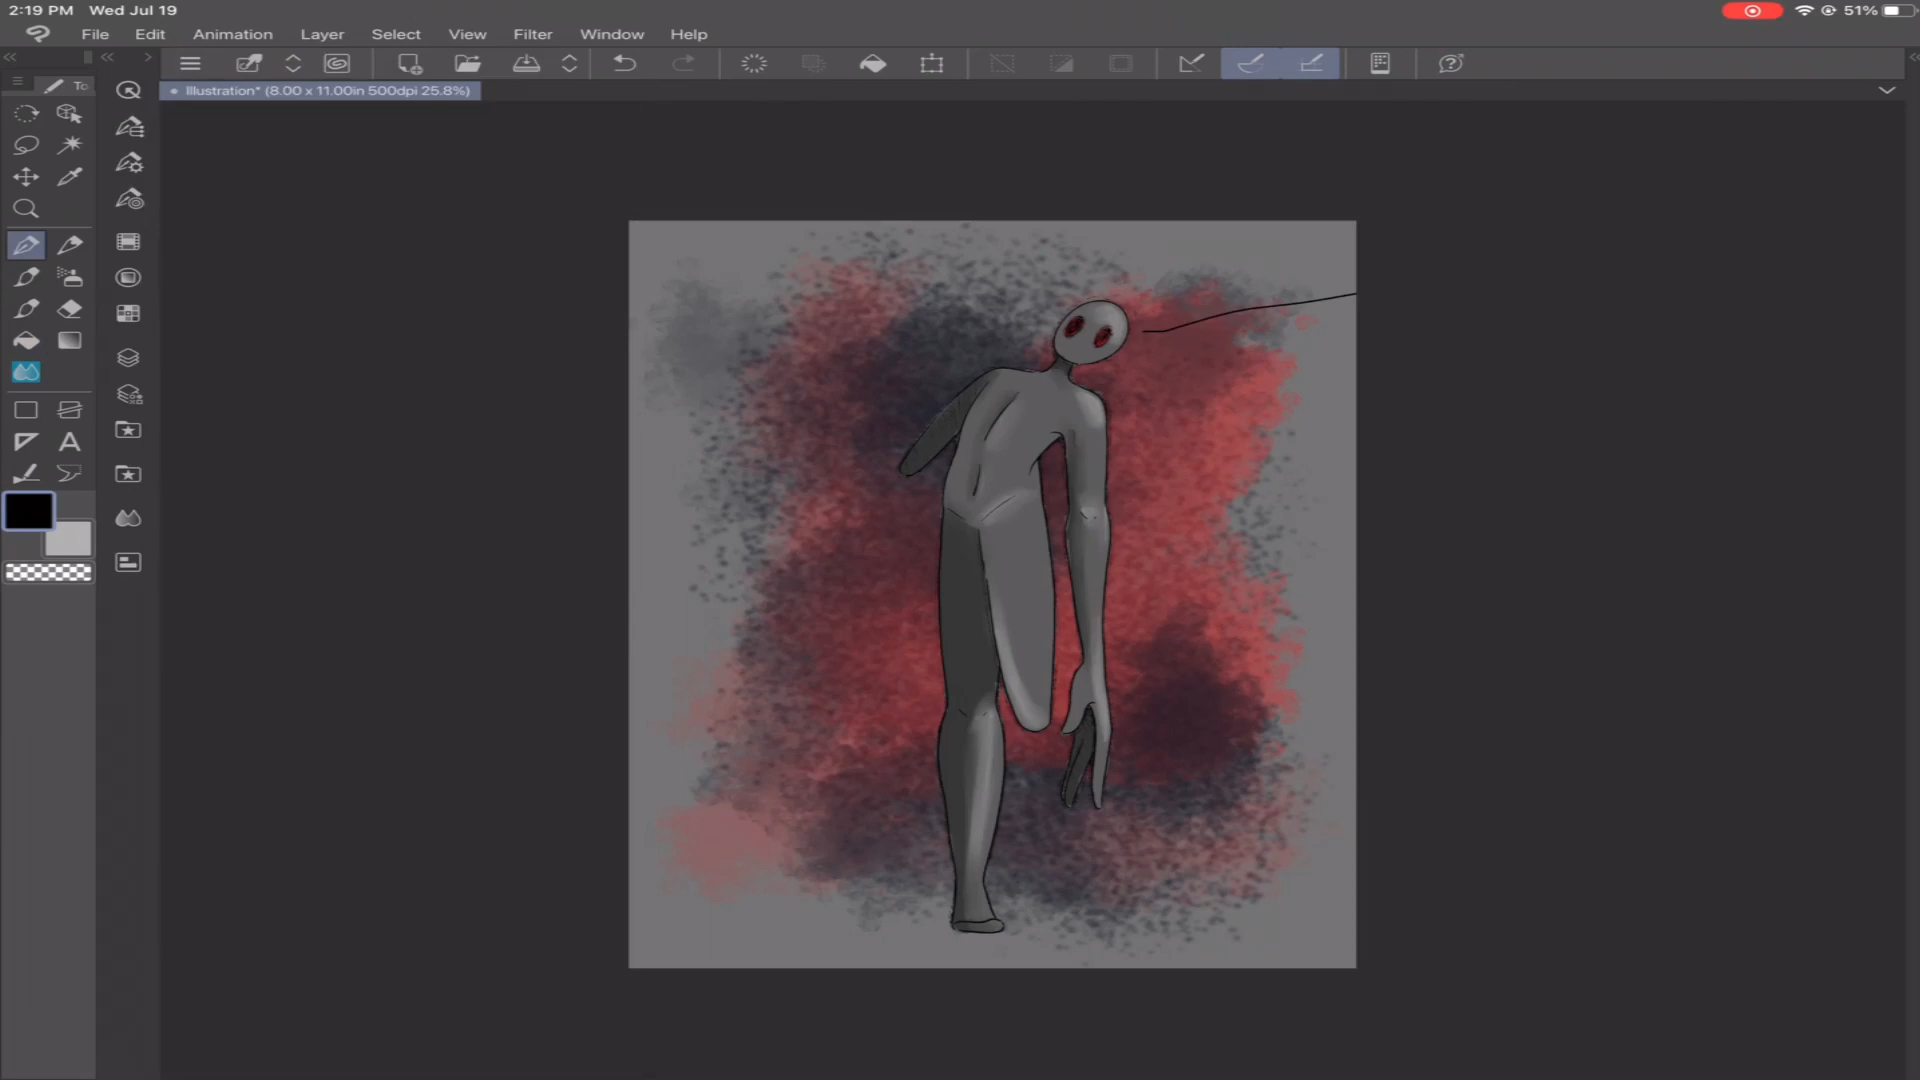 2:19 PM Wed Jul 19 51%
File Edit Animation Layer Select View Filter Window Help
To
Illustration* (8.00 x 11.00in 500dpi 25.8%)
A